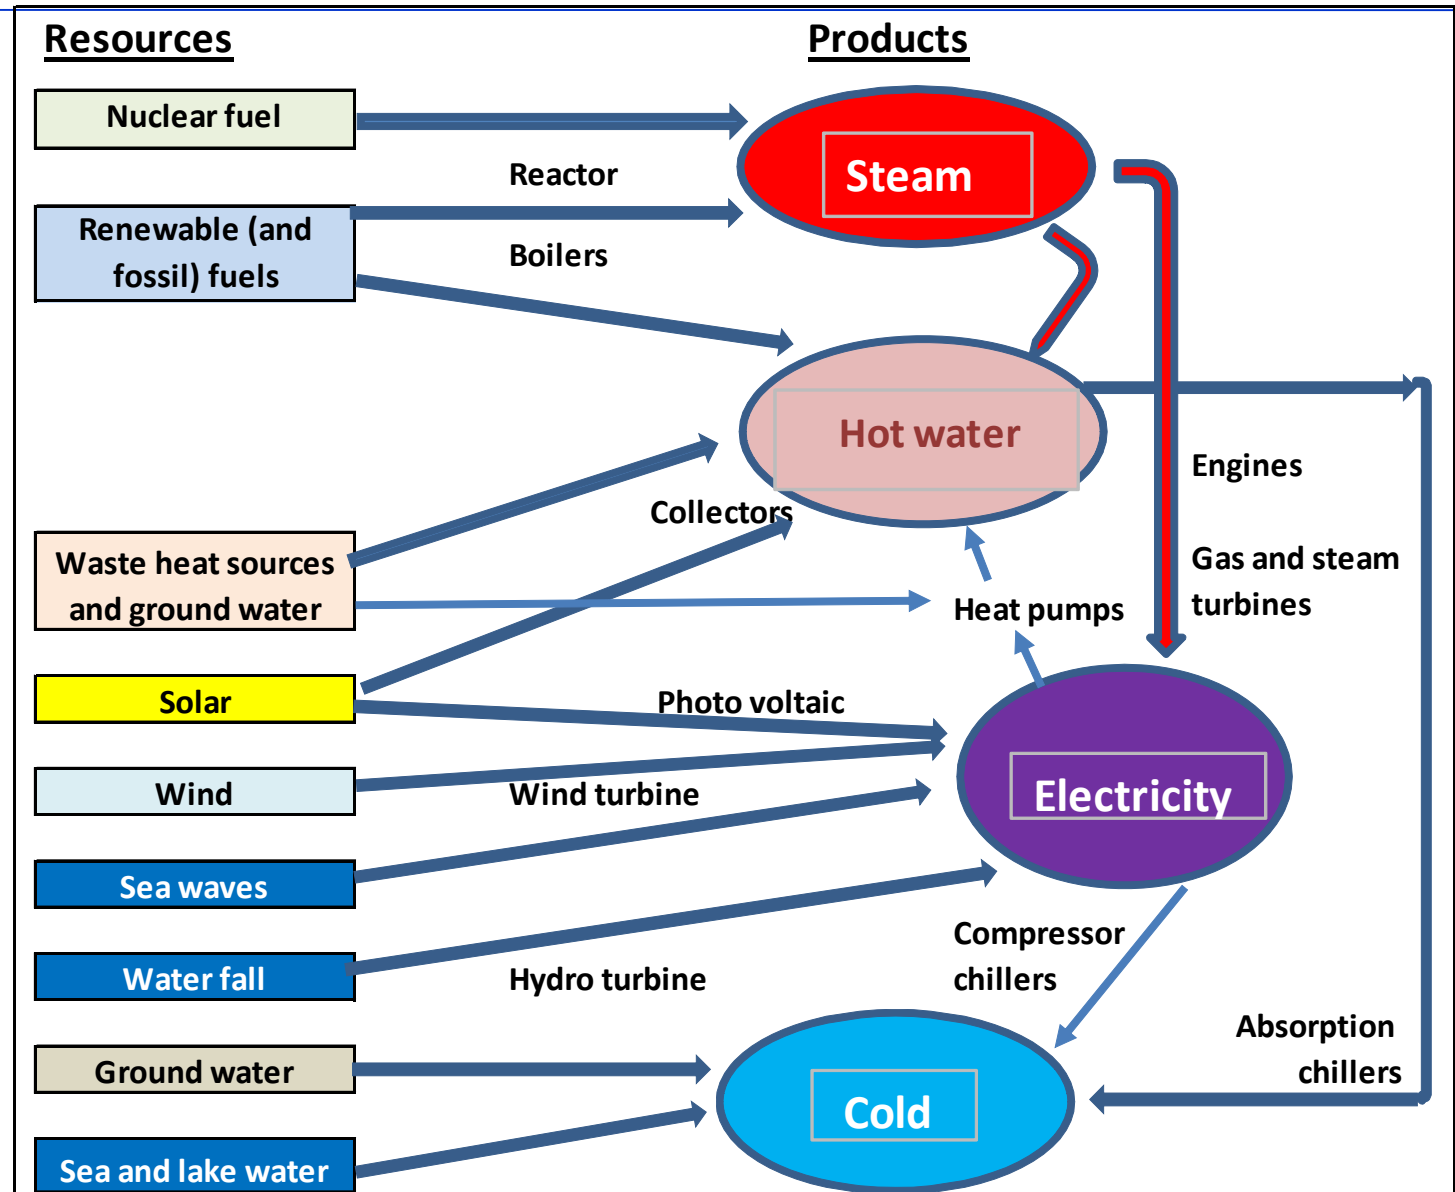 Resources
Products
Nuclear fuel
Steam
Reactor
Renewable (and
fossil) fuels
Boilers
Hot water
Engines
Collectors
Waste heat sources
and ground water
Gas and steam
turbines
Heat pumps
Solar
Photo voltaic
Wind
Wind turbine
Electricity
Sea waves
Compressor
chillers
Water fall
Hydro turbine
Absorption
chillers
Ground water
Cold
Sea and lake water